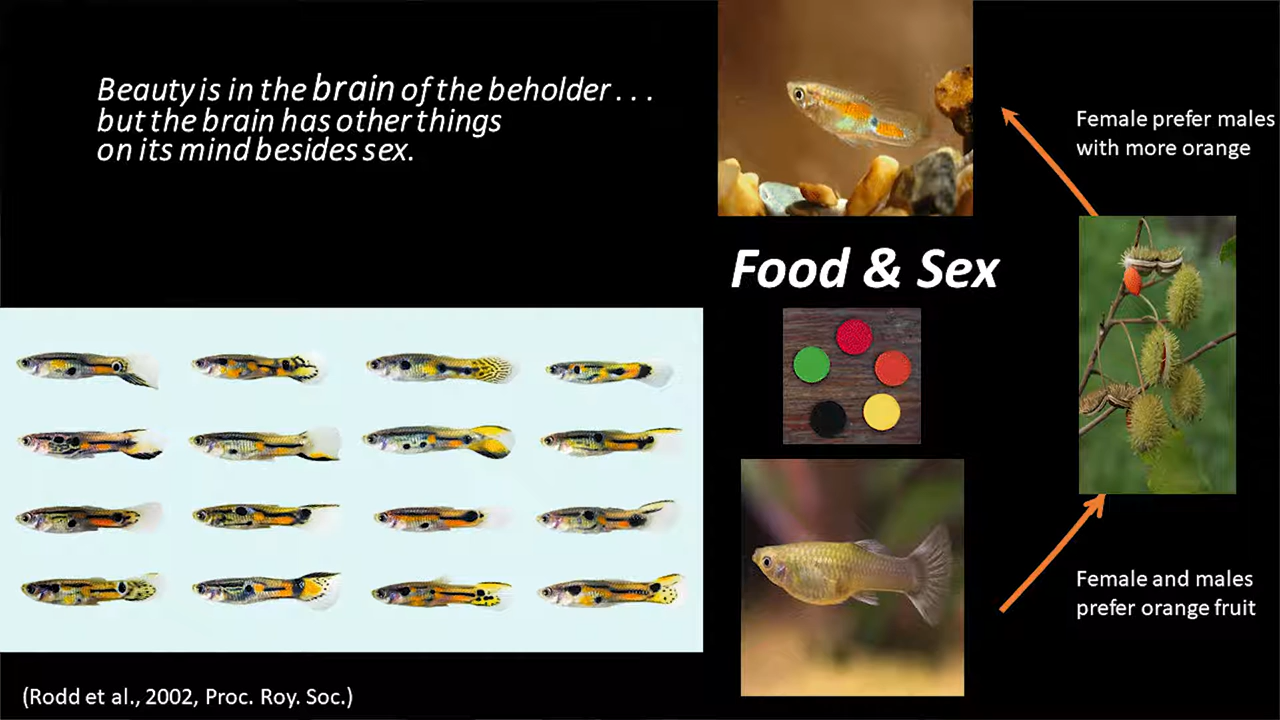 Beauty is in the brain of the beholder . . .
but the brain has other things
on its mind besides sex.
Female prefer males
with more orange
Food & Sex
Female and males
prefer orange fruit
(Rodd et al., 2002, Proc. Roy. Soc.)